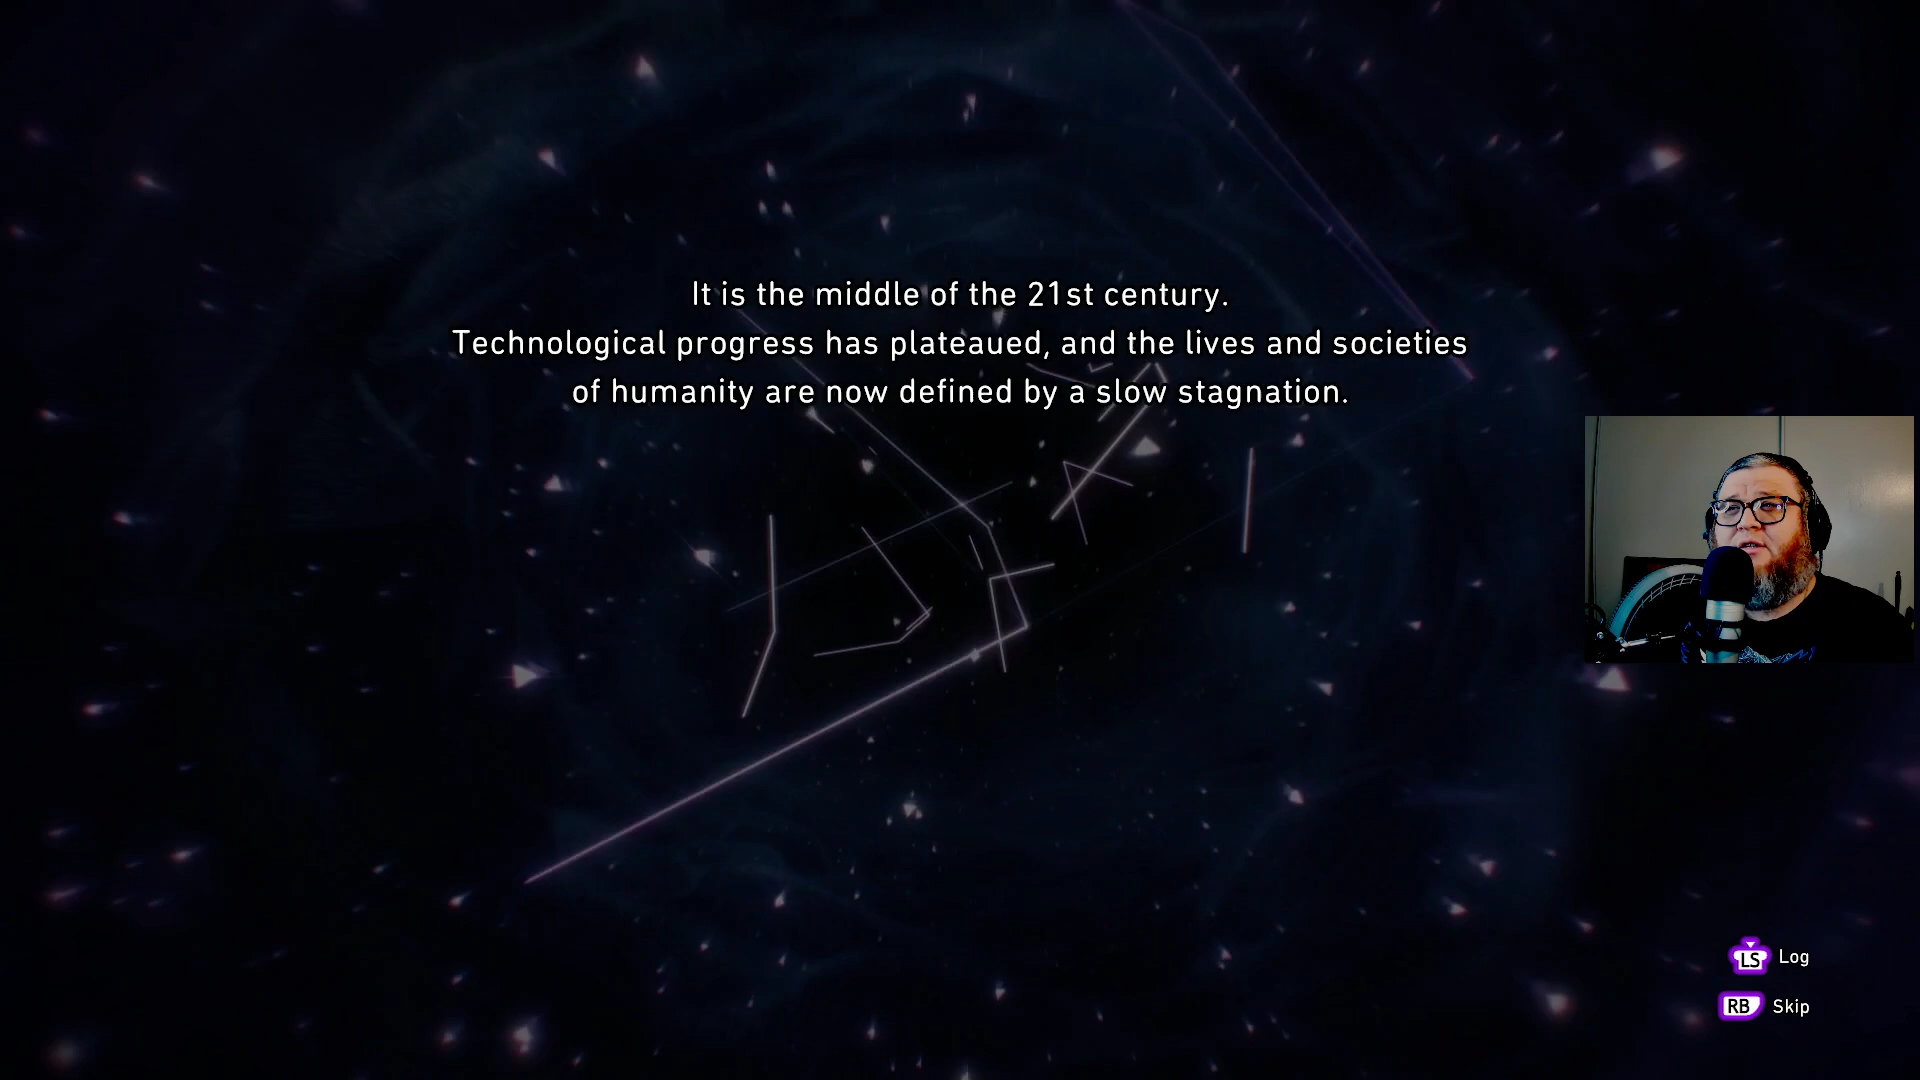 It is the middle of the 21st century.
Technological progress has plateaued, and the lives and societies
of humanity are now defined by a slow stagnation.
LS Log
RB Skip